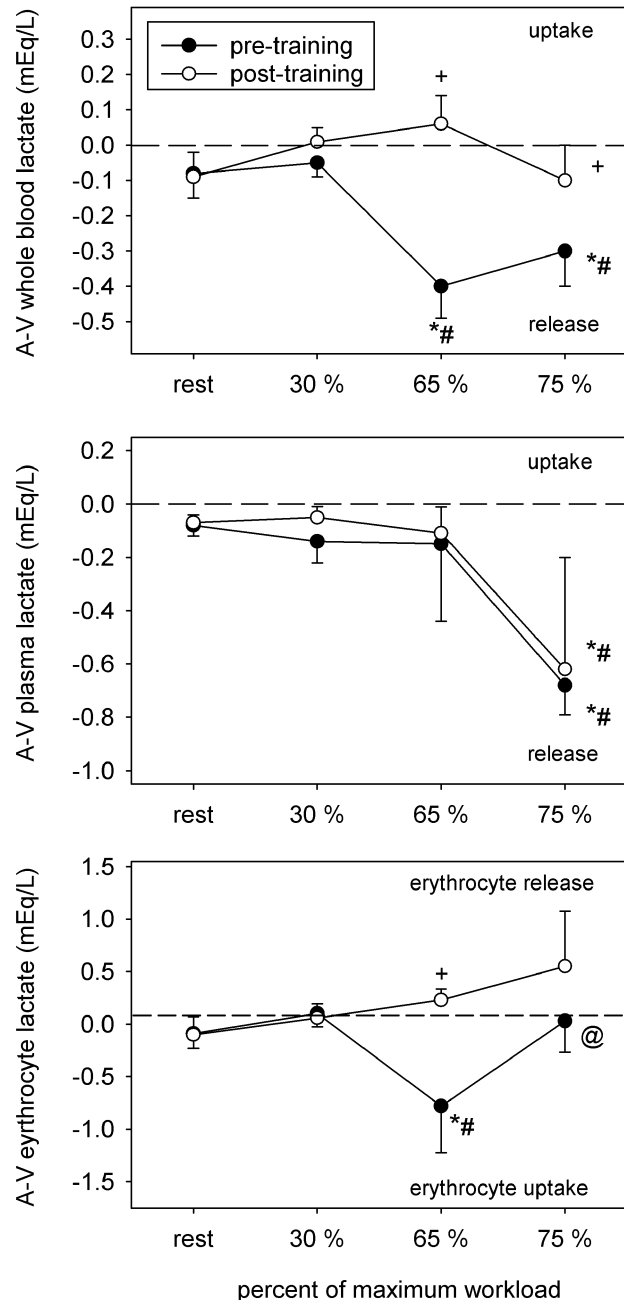 A-V whole blood lactate (mEq/L)
0.3
0.2
0.1
0.0
-0.1
-0.2
-0.3
-0.4
-0.5
pre-training
post-training
uptake
+
+
*#
*#
release
rest 30 % 65 % 75 %
A-V plasma lactate (mEq/L)
0.2
0.0
-0.2
-0.4
-0.6
-0.8
-1.0
uptake
*#
*#
release
rest 30 % 65 % 75 %
A-V eyrthrocyte lactate (mEq/L)
1.5
1.0
0.5
0.0
-0.5
-1.0
-1.5
erythrocyte release
+
@
*#
erythrocyte uptake
rest 30 % 65 % 75 %
percent of maximum workload